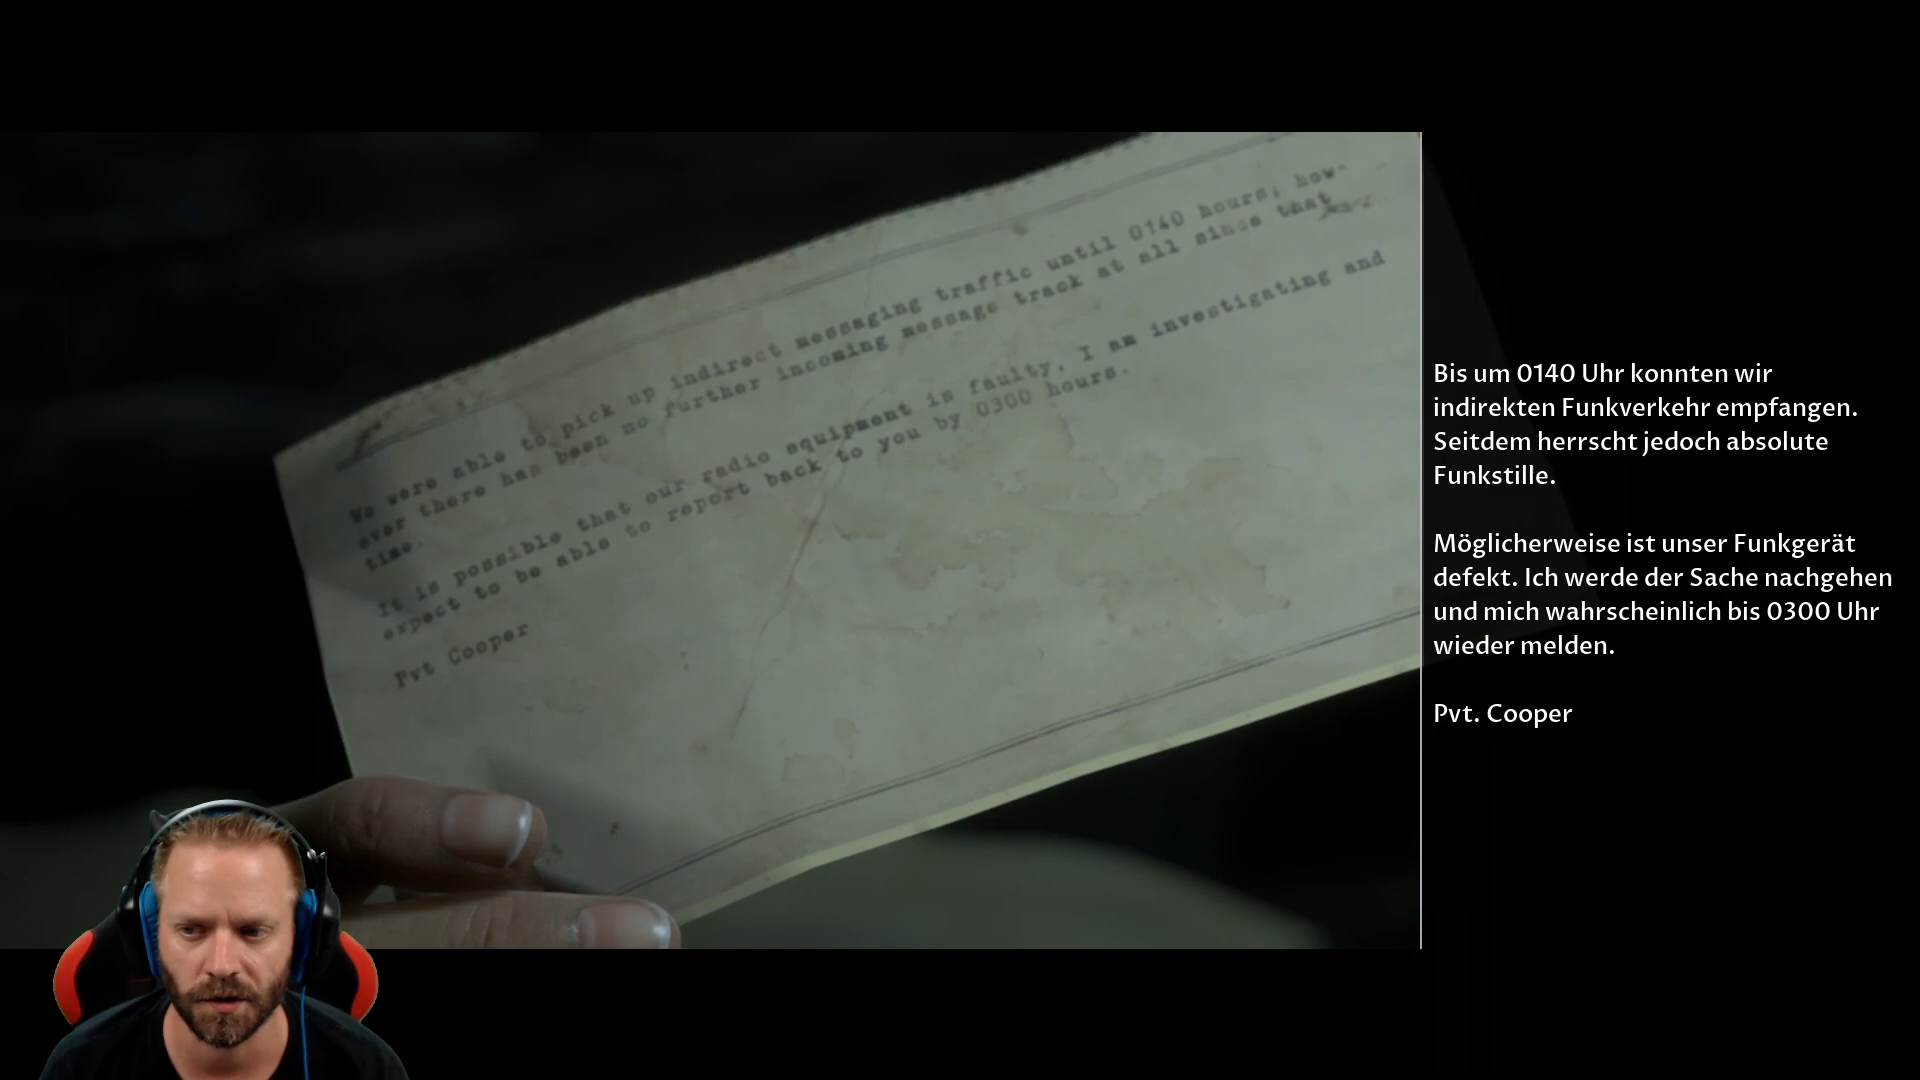 We were able to pick up indirect messaging traffic until 0140 hours, how-
ever there has been no further incoming message track at all since that
time.
It is possible that our radio equipment is faulty, I am investigating and
expect to be able to report back to you by 0300 hours.
Pvt Cooper
Bis um 0140 Uhr konnten wir
indirekten Funkverkehr empfangen.
Seitdem herrscht jedoch absolute
Funkstille.
Möglicherweise ist unser Funkgerät
defekt. Ich werde der Sache nachgehen
und mich wahrscheinlich bis 0300 Uhr
wieder melden.
Pvt. Cooper